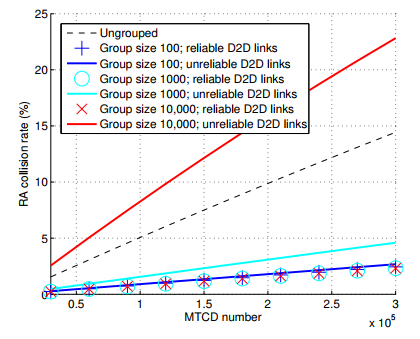 25
20
15
10
5
0
RA collision rate (%)
Ungrouped
Group size 100; reliable D2D links
Group size 100; unreliable D2D links
Group size 1000; reliable D2D links
Group size 1000; unreliable D2D links
Group size 10,000; reliable D2D links
Group size 10,000; unreliable D2D links
0.5 1 1.5 2 2.5 3
MTCD number
x 10^5